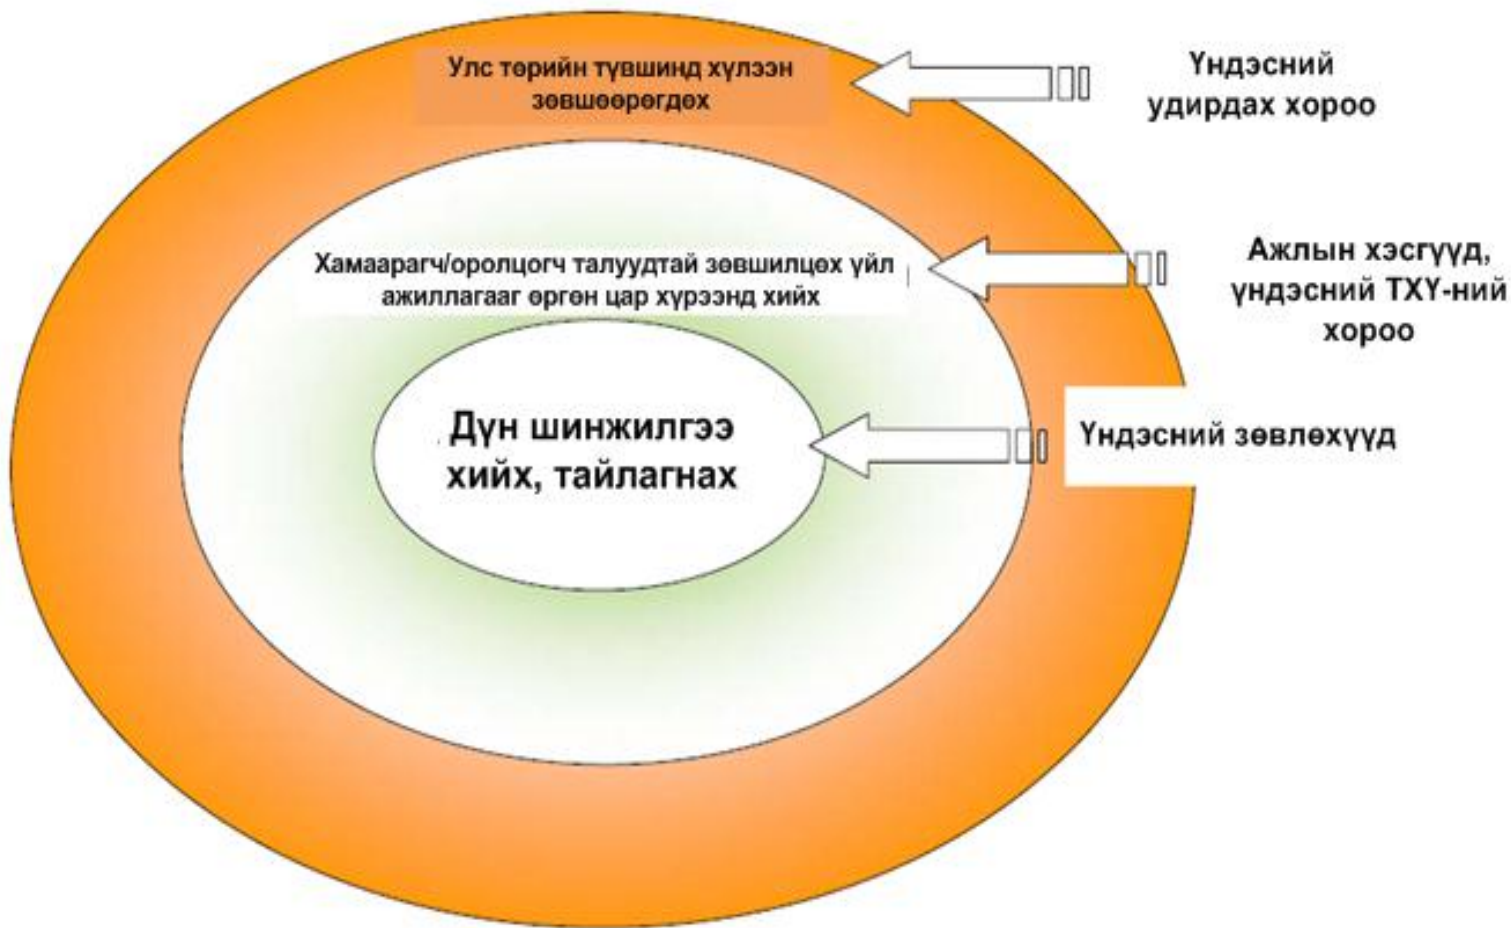 Улс төрийн түвшинд хүлээн
зөвшөөрөгдөх
Үндэсний
удирдах хороо
Хамаарагч/оролцогч талуудтай зөвшилцөх үйл
ажиллагааг өргөн цар хүрээнд хийх
Ажлын хэсгүүд,
үндэсний ТХҮ-ний
хороо
Дүн шинжилгээ
хийх, тайлагнах
Үндэсний зөвлөхүүд